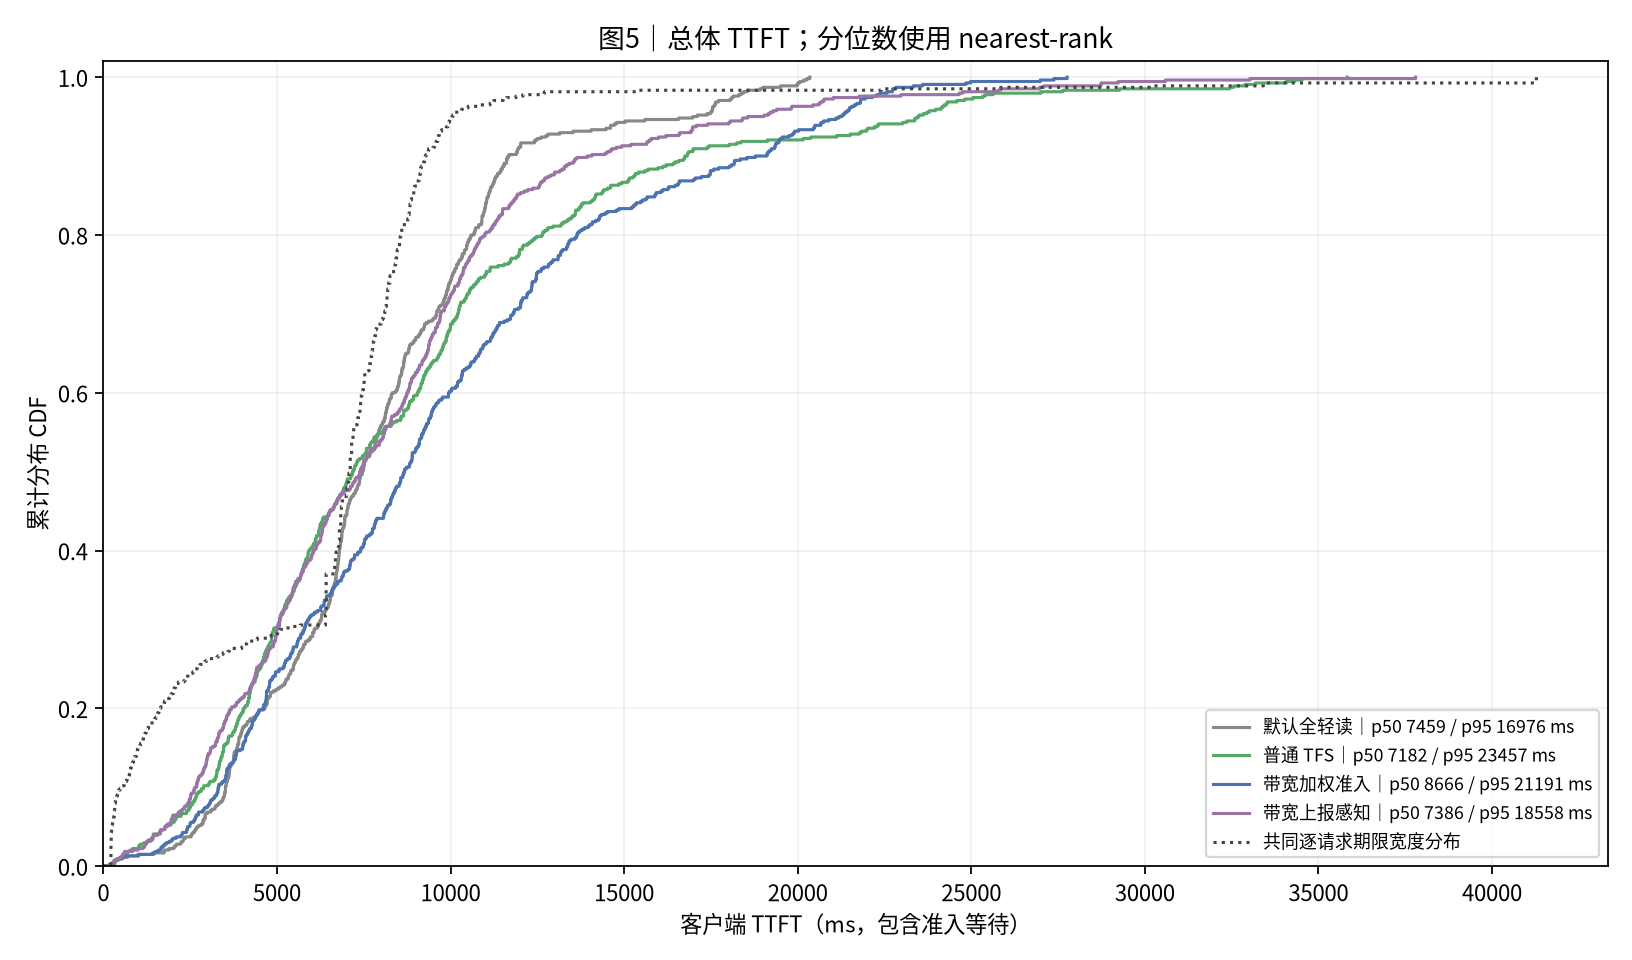 图5｜总体 TTFT；分位数使用 nearest-rank
累计分布 CDF
1.0
0.8
0.6
0.4
0.2
0.0
0 5000 10000 15000 20000 25000 30000 35000 40000
客户端 TTFT（ms，包含准入等待）
默认全轻读｜p50 7459 / p95 16976 ms
普通 TFS｜p50 7182 / p95 23457 ms
带宽加权准入｜p50 8666 / p95 21191 ms
带宽上报感知｜p50 7386 / p95 18558 ms
共同逐请求期限宽度分布